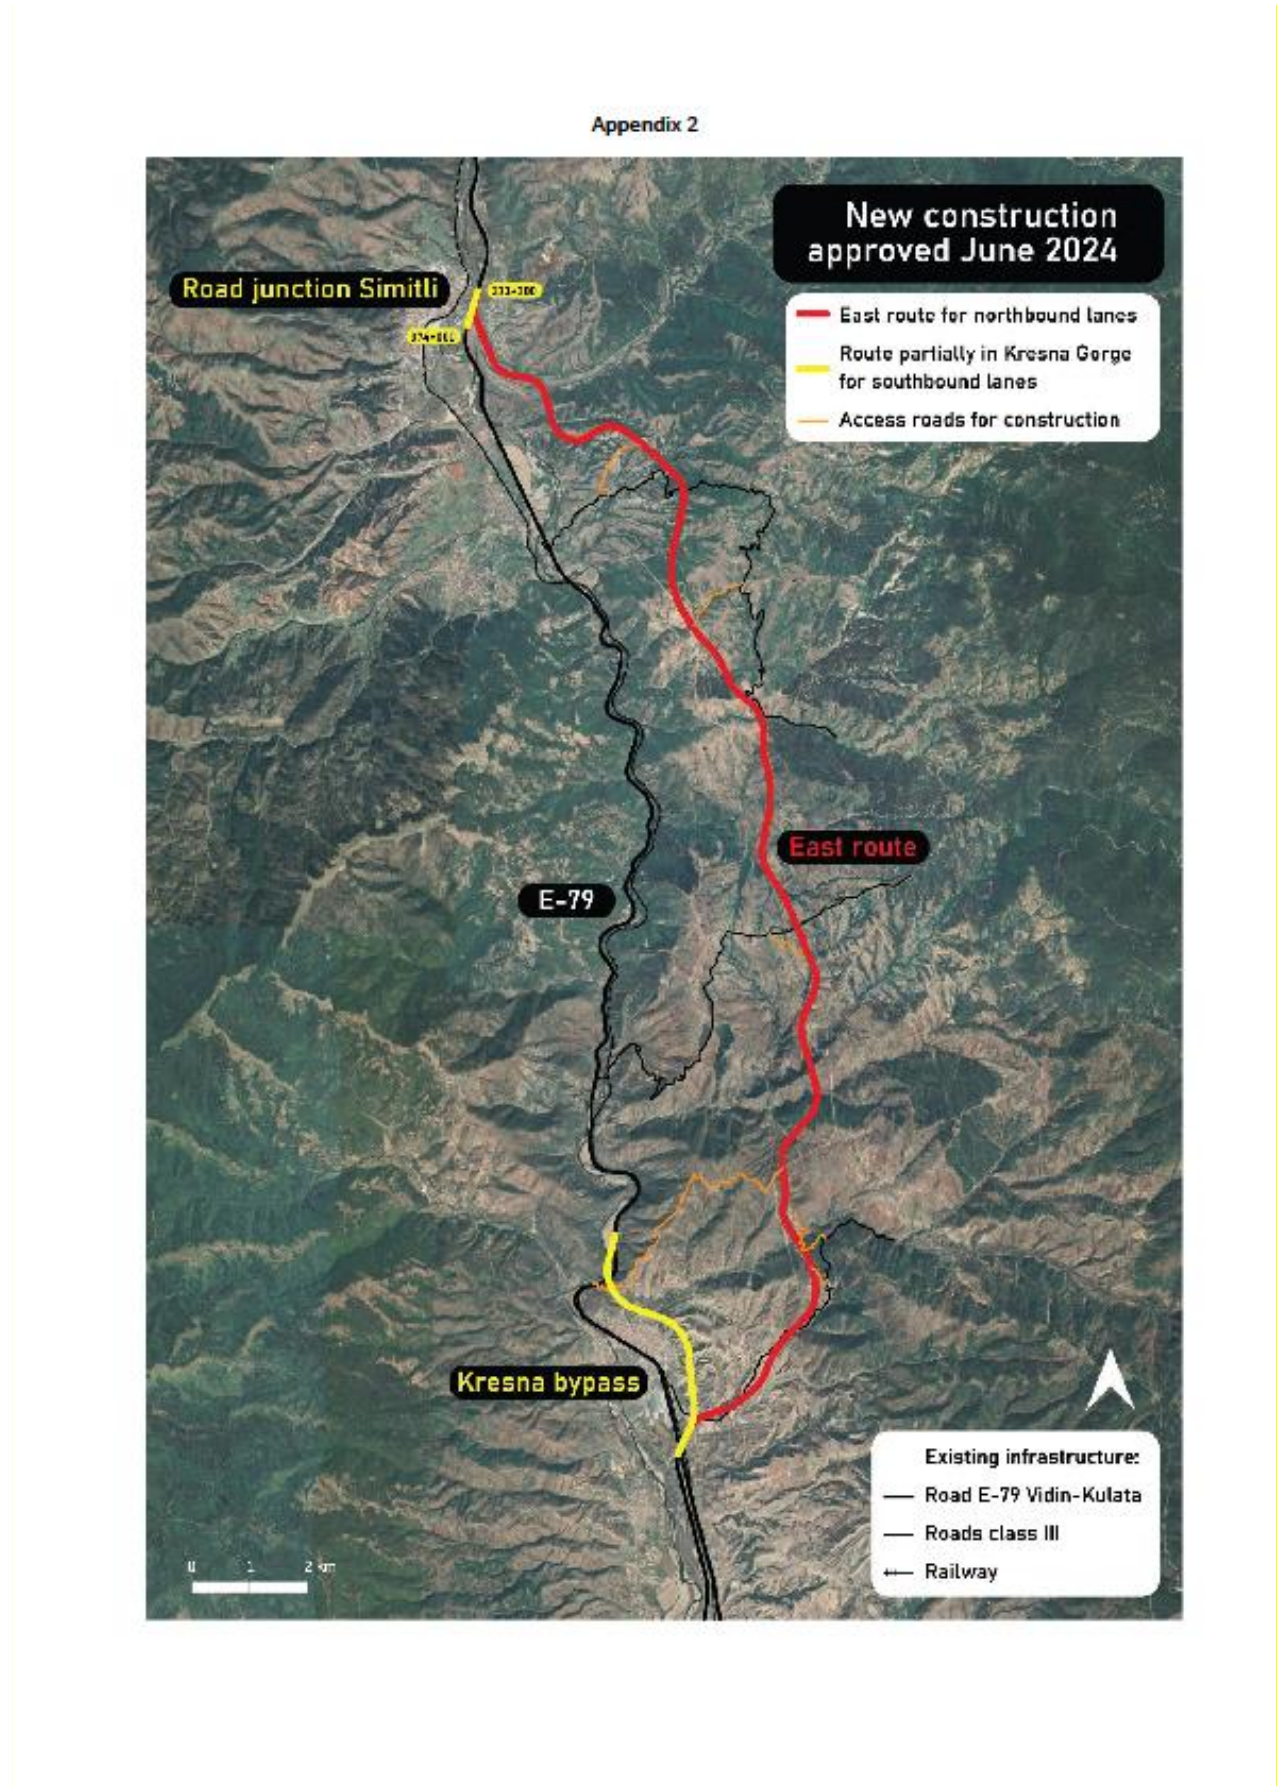 Appendix 2
New construction
approved June 2024
Road junction Simitli
East route for northbound lanes
Route partially in Kresna Gorge
for southbound lanes
Access roads for construction
East route
E-79
Kresna bypass
Existing infrastructure:
Road E-79 Vidin-Kulata
Roads class III
Railway
0 1 2 km